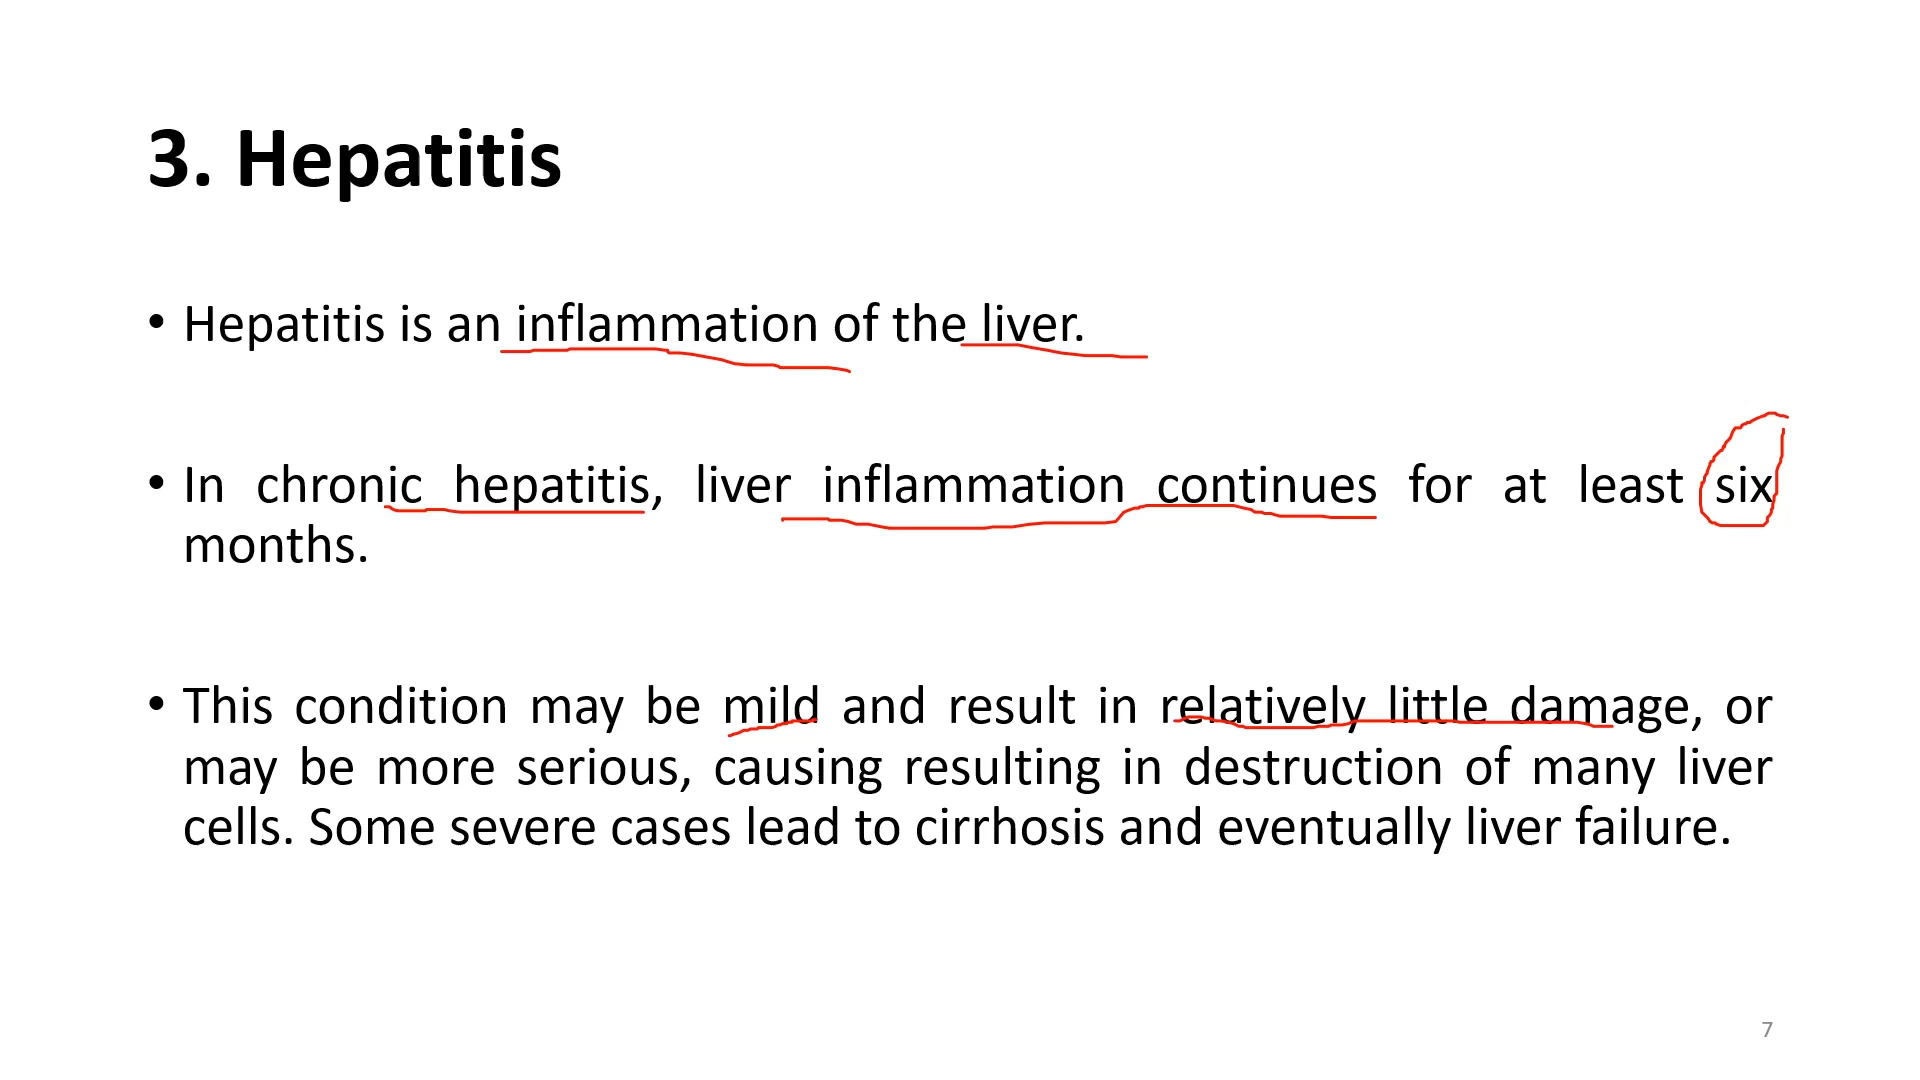 3. Hepatitis
• Hepatitis is an inflammation of the liver.
• In chronic hepatitis, liver inflammation continues for at least six
months.
• This condition may be mild and result in relatively little damage, or
may be more serious, causing resulting in destruction of many liver
cells. Some severe cases lead to cirrhosis and eventually liver failure.
7